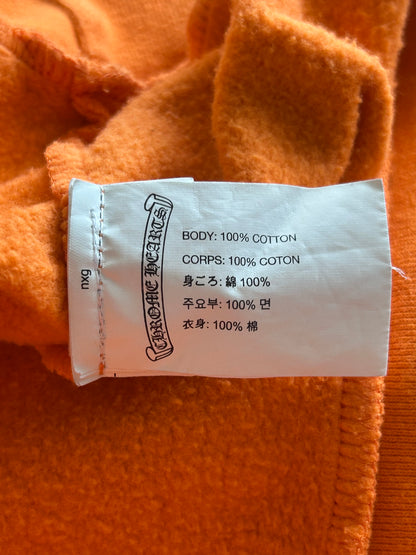 CHROME HEARTS
BODY: 100% COTTON
CORPS: 100% COTON
身ごろ: 綿 100%
주요부: 100% 면
衣身: 100% 棉
nxg